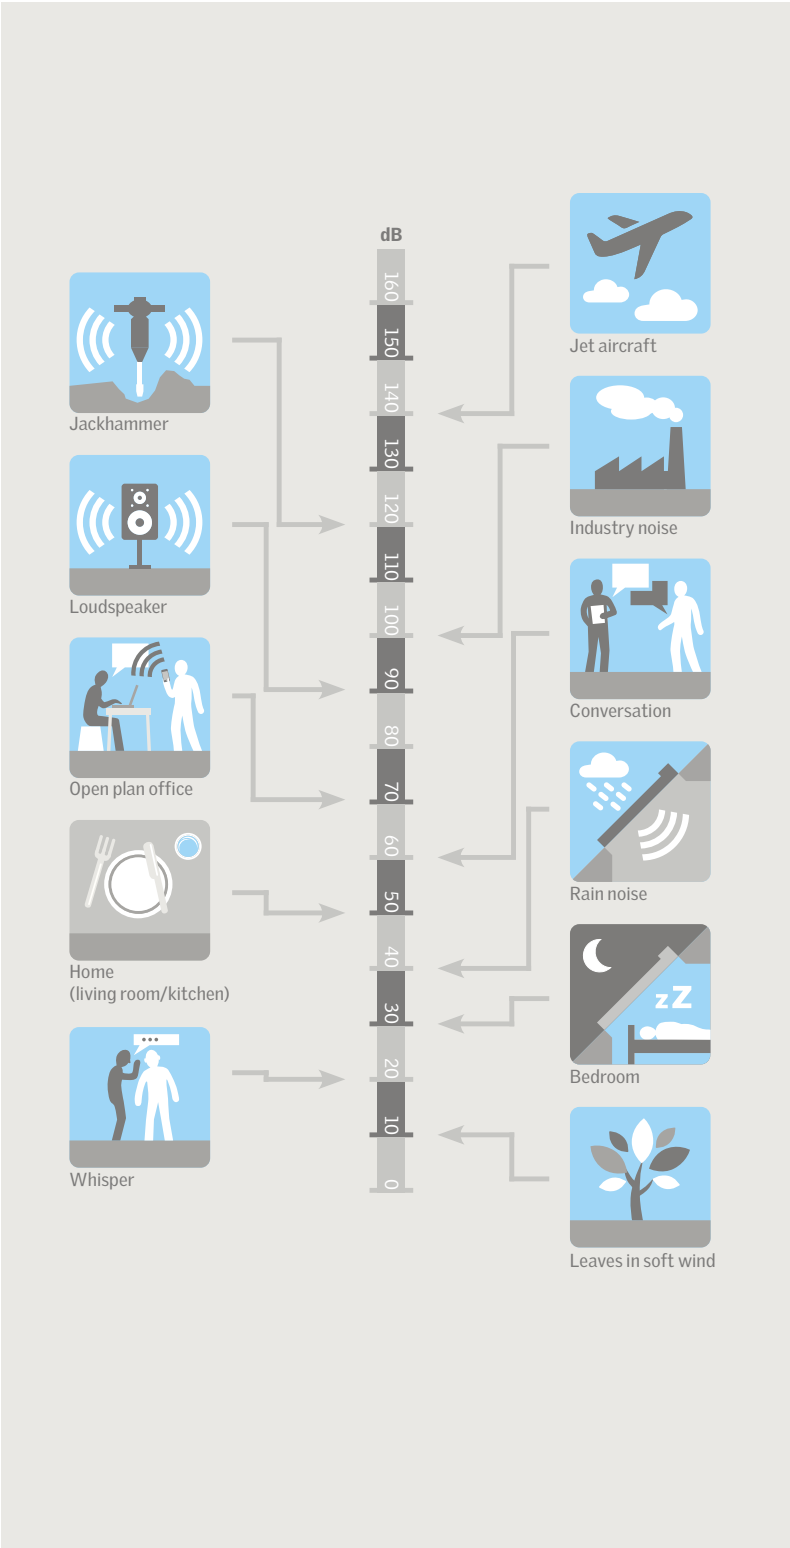 dB
160
150
140
130
120
110
100
90
80
70
60
50
40
30
20
10
0
Jackhammer
Loudspeaker
Open plan office
Home
(living room/kitchen)
Whisper
Jet aircraft
Industry noise
Conversation
Rain noise
zZ
Bedroom
Leaves in soft wind